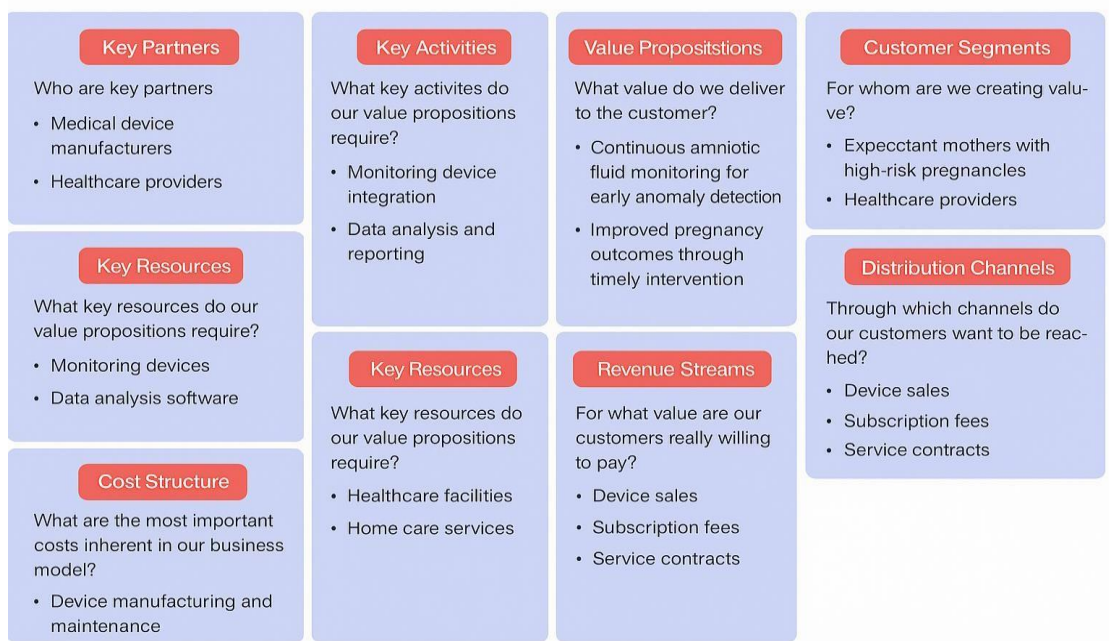 Key Partners
Who are key partners
• Medical device
manufacturers
• Healthcare providers
Key Resources
What key resources do our
value propositions require?
• Monitoring devices
• Data analysis software
Cost Structure
What are the most important
costs inherent in our business
model?
• Device manufacturing and
maintenance
Key Activities
What key activites do
our value propositions
require?
• Monitoring device
integration
• Data analysis and
reporting
Key Resources
What key resources do
our value propositions
require?
• Healthcare facilities
• Home care services
Value Propositstions
What value do we deliver
to the customer?
• Continuous amniotic
fluid monitoring for
early anomaly detection
• Improved pregnancy
outcomes through
timely intervention
Revenue Streams
For what value are our
customers really willing
to pay?
• Device sales
• Subscription fees
• Service contracts
Customer Segments
For whom are we creating valu-
ve?
• Expecctant mothers with
high-risk pregnancles
• Healthcare providers
Distribution Channels
Through which channels do
our customers want to be reac-
hed?
• Device sales
• Subscription fees
• Service contracts